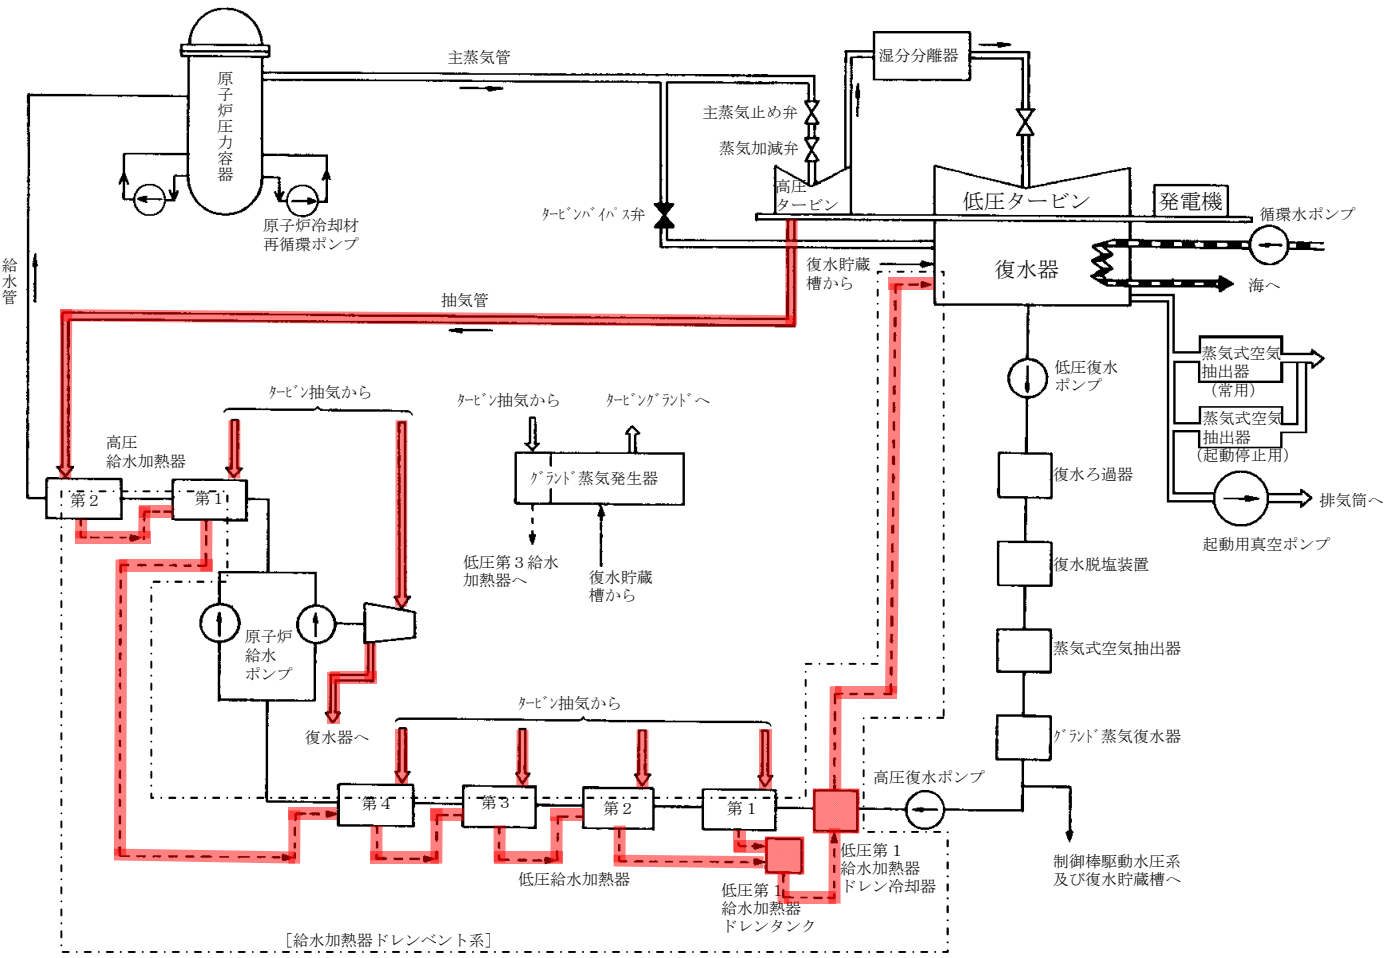 主蒸気管
湿分分離器
原子炉圧力容器
主蒸気止め弁
蒸気加減弁
高圧
タービン
低圧タービン
発電機
循環水ポンプ
ﾀｰﾋﾞﾝﾊﾞｲﾊﾟｽ弁
原子炉冷却材
再循環ポンプ
給水管
復水貯蔵
槽から
復水器
海へ
抽気管
低圧復水
ポンプ
蒸気式空気
抽出器
(常用)
蒸気式空気
抽出器
(起動停止用)
ﾀｰﾋﾞﾝ抽気から
ﾀｰﾋﾞﾝ抽気から
ﾀｰﾋﾞﾝｸﾞﾗﾝﾄﾞへ
高圧
給水加熱器
第２
第１
ｸﾞﾗﾝﾄﾞ蒸気発生器
復水ろ過器
排気筒へ
起動用真空ポンプ
低圧第３給水
加熱器へ
復水貯蔵
槽から
復水脱塩装置
原子炉
給水
ポンプ
蒸気式空気抽出器
ﾀｰﾋﾞﾝ抽気から
復水器へ
ｸﾞﾗﾝﾄﾞ蒸気復水器
高圧復水ポンプ
第４
第３
第２
第１
低圧給水加熱器
低圧第１
給水加熱器
ドレンタンク
低圧第１
給水加熱器
ドレン冷却器
制御棒駆動水圧系
及び復水貯蔵槽へ
［給水加熱器ドレンベント系］